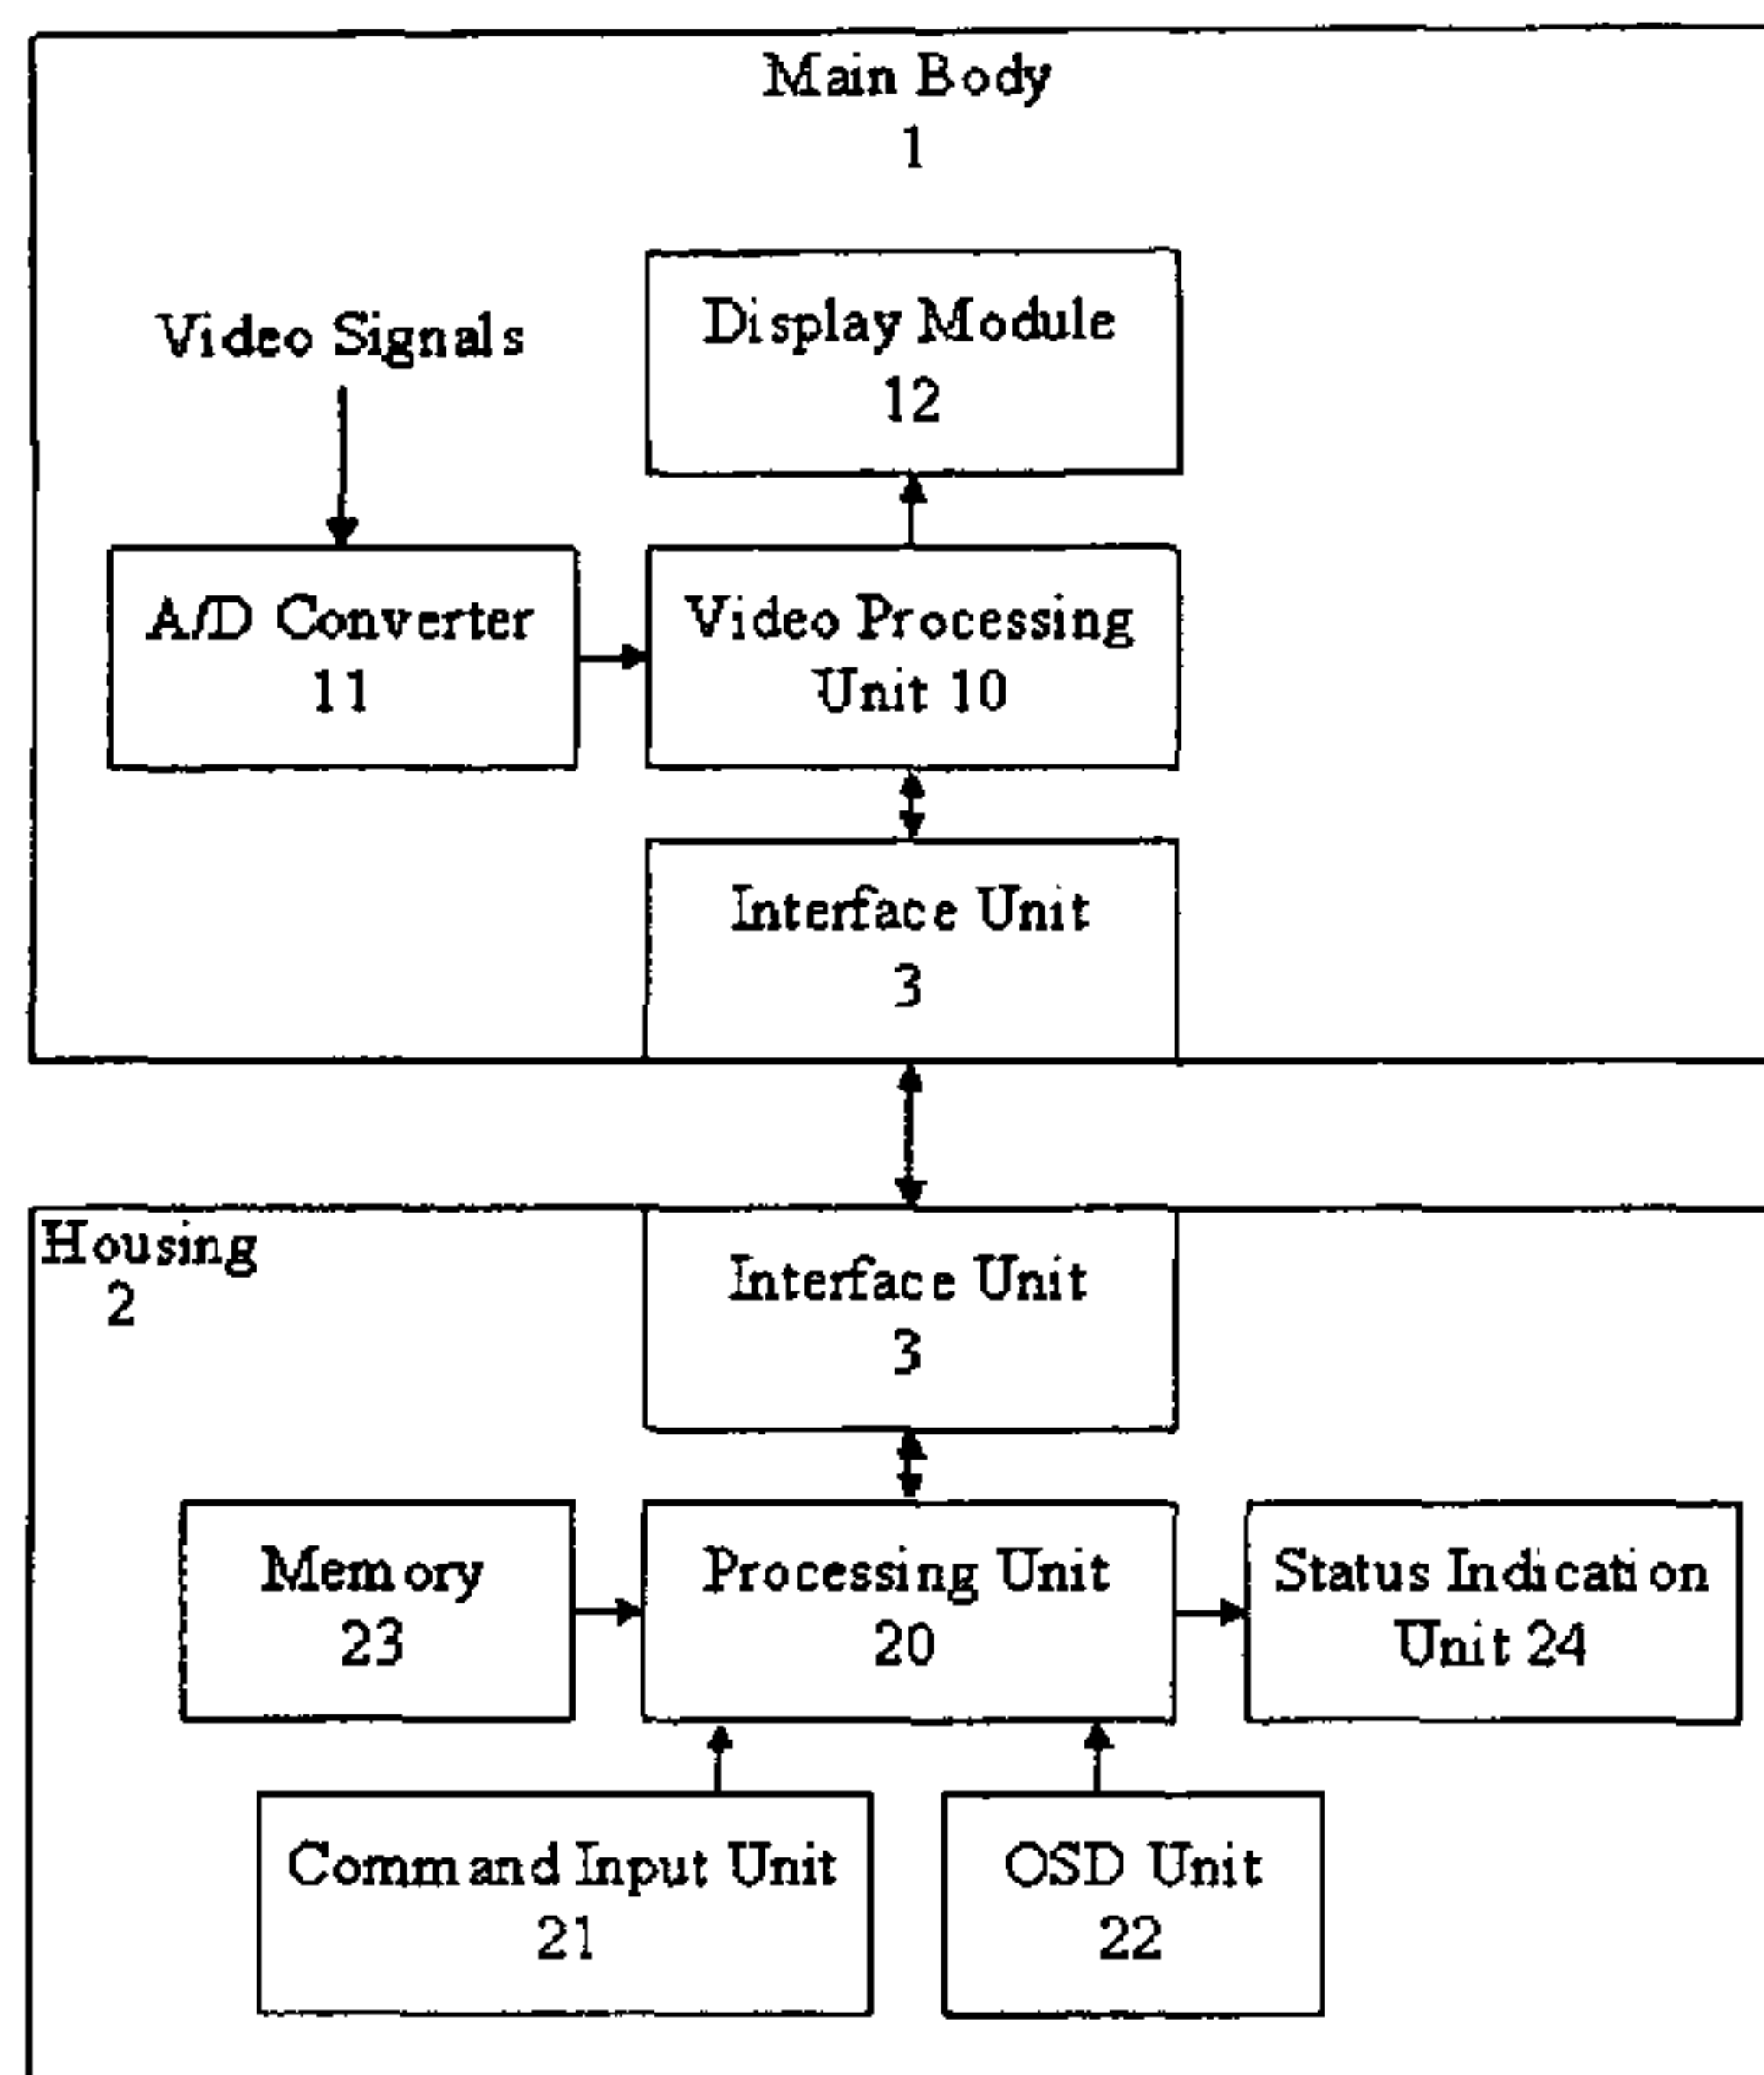 Main Body
1
Display Module
12
Video Signals
A/D Converter
11
Video Processing
Unit 10
Interface Unit
3
Housing
2
Interface Unit
3
Memory
23
Processing Unit
20
Status Indication
Unit 24
Command Input Unit
21
OSD Unit
22